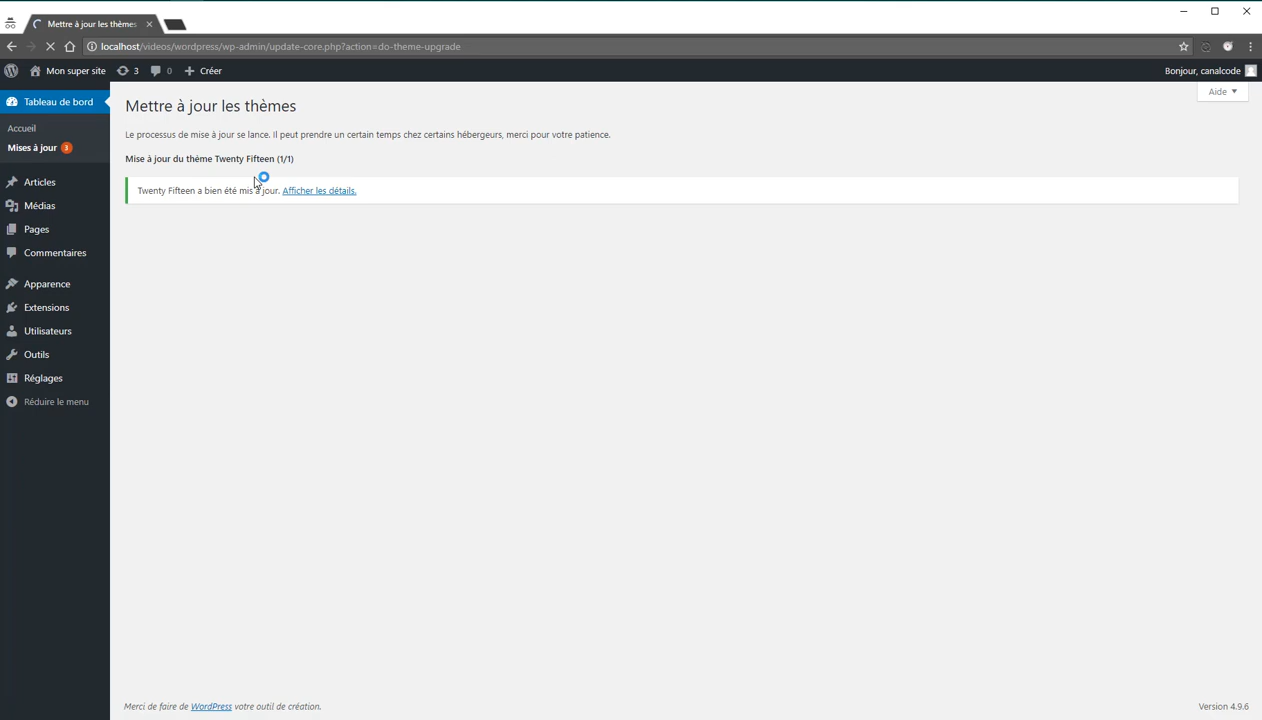 Mettre à jour les thèmes
localhost/videos/wordpress/wp-admin/update-core.php?action=do-theme-upgrade
Mon super site 3 0 Créer Bonjour, canalcode
Tableau de bord
Accueil
Mises à jour 3
Articles
Médias
Pages
Commentaires
Apparence
Extensions
Utilisateurs
Outils
Réglages
Réduire le menu
Aide
Mettre à jour les thèmes
Le processus de mise à jour se lance. Il peut prendre un certain temps chez certains hébergeurs, merci pour votre patience.
Mise à jour du thème Twenty Fifteen (1/1)
Twenty Fifteen a bien été mis à jour. Afficher les détails.
Merci de faire de WordPress votre outil de création.
Version 4.9.6